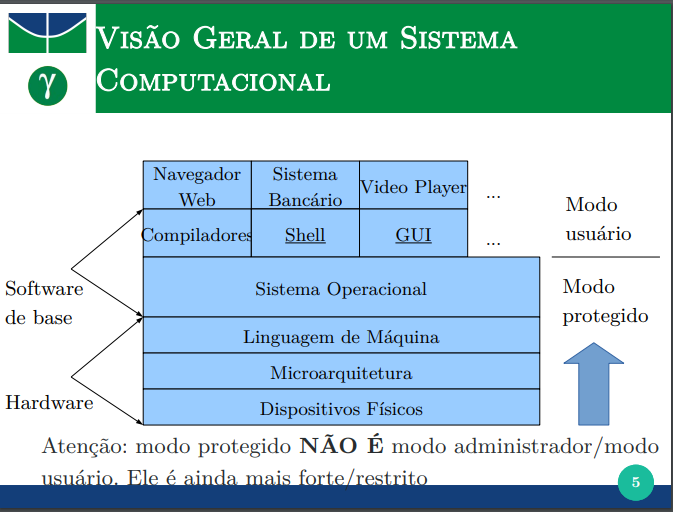 Visão Geral de um Sistema
Computacional
γ
Navegador
Web
Sistema
Bancário
Video Player
...
Modo
usuário
Compiladores
Shell
GUI
...
Software
de base
Sistema Operacional
Modo
protegido
Linguagem de Máquina
Microarquitetura
Hardware
Dispositivos Físicos
Atenção: modo protegido NÃO É modo administrador/modo
usuário. Ele é ainda mais forte/restrito
5